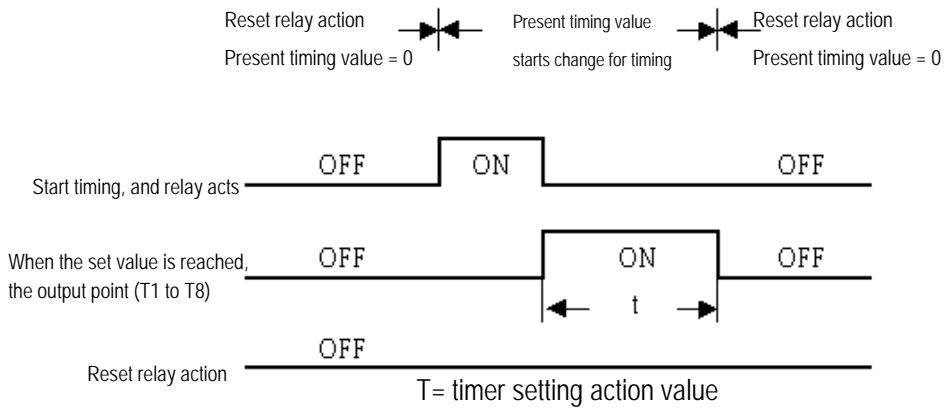 Reset relay action
Present timing value = 0
Present timing value
starts change for timing
Reset relay action
Present timing value = 0
Start timing, and relay acts
OFF
ON
OFF
When the set value is reached,
the output point (T1 to T8)
OFF
ON
OFF
t
Reset relay action
OFF
T= timer setting action value